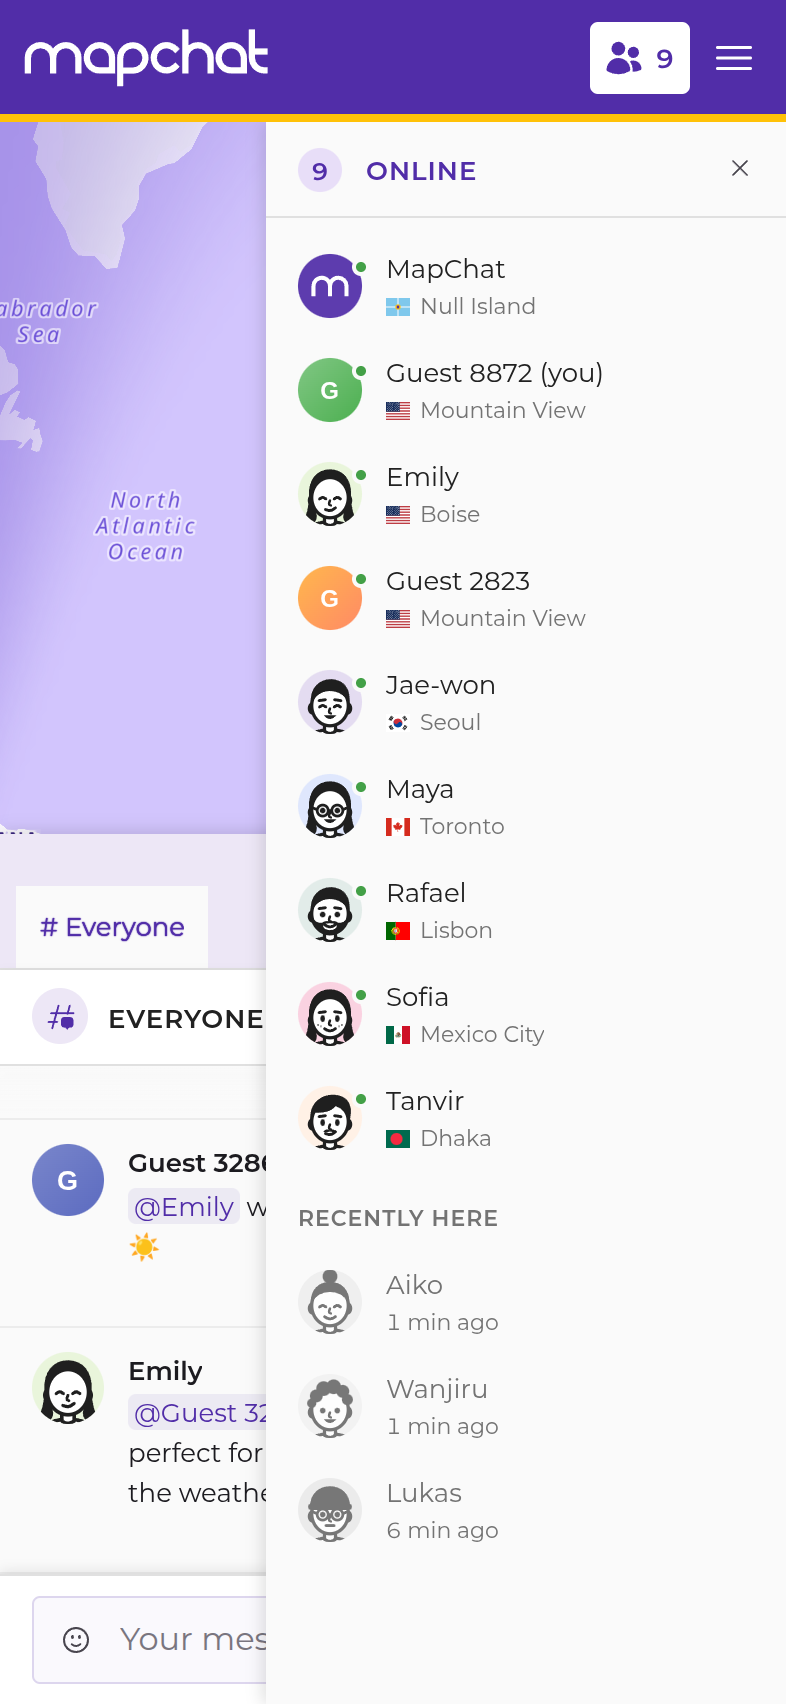 mapchat
9
abrador
Sea
North
Atlantic
Ocean
# Everyone
EVERYONE
G
Guest 3286
@Emily w
☀️
Emily
@Guest 32
perfect for
the weathe
Your mes
9 ONLINE
m
MapChat
Null Island
G
Guest 8872 (you)
Mountain View
Emily
Boise
G
Guest 2823
Mountain View
Jae-won
Seoul
Maya
Toronto
Rafael
Lisbon
Sofia
Mexico City
Tanvir
Dhaka
RECENTLY HERE
Aiko
1 min ago
Wanjiru
1 min ago
Lukas
6 min ago